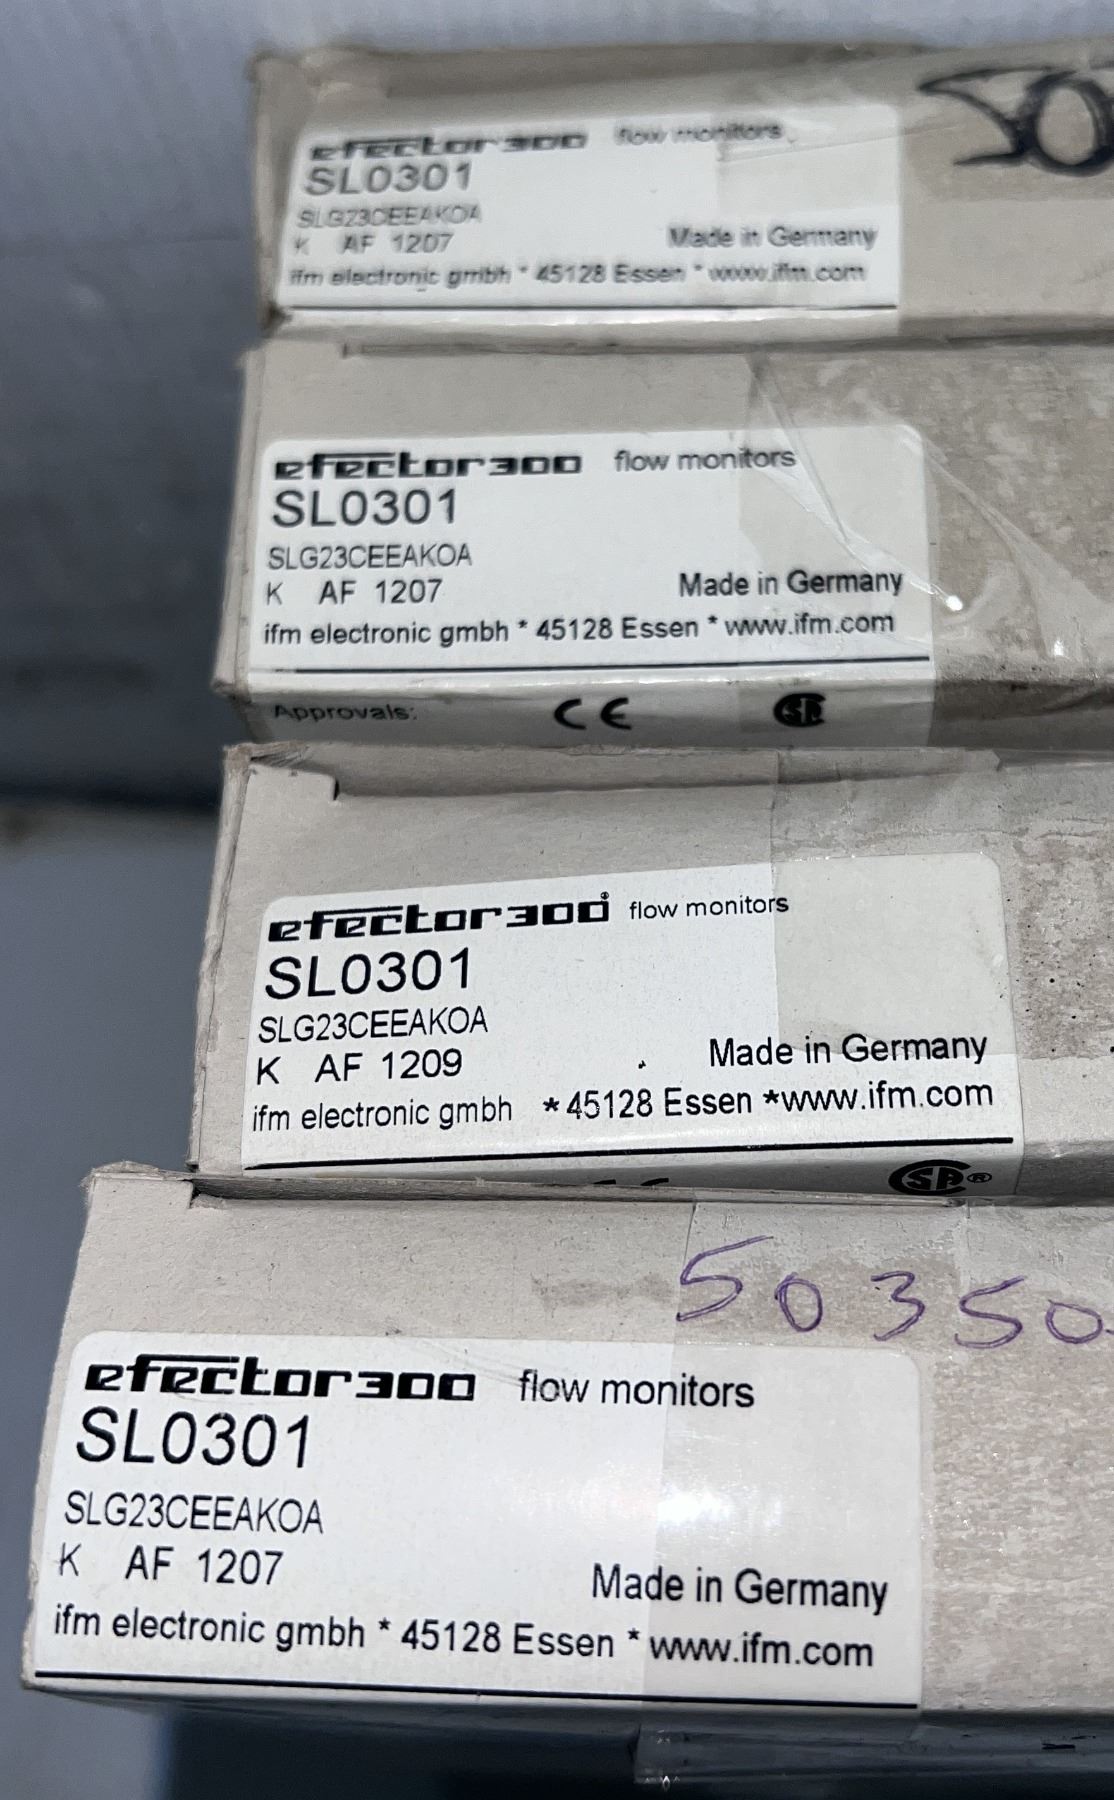 efector300 flow monitors
SL0301
SLG23CEEAKOA
K AF 1207 Made in Germany
ifm electronic gmbh * 45128 Essen * www.ifm.com
efector300 flow monitors
SL0301
SLG23CEEAKOA
K AF 1207 Made in Germany
ifm electronic gmbh * 45128 Essen * www.ifm.com
Approvals: CE SA
efector300® flow monitors
SL0301
SLG23CEEAKOA
K AF 1209 Made in Germany
ifm electronic gmbh *45128 Essen *www.ifm.com
SA®
50350
efector300 flow monitors
SL0301
SLG23CEEAKOA
K AF 1207 Made in Germany
ifm electronic gmbh * 45128 Essen * www.ifm.com